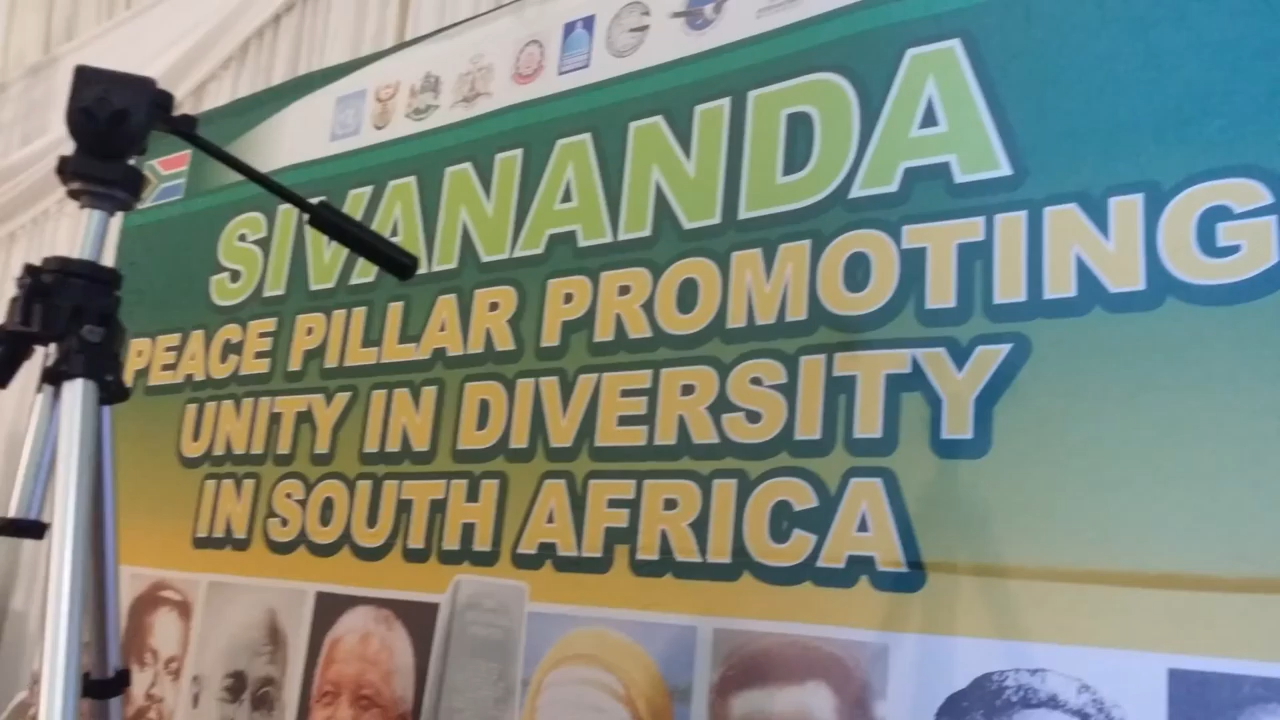 SIVANANDA
PEACE PILLAR PROMOTING
UNITY IN DIVERSITY
IN SOUTH AFRICA